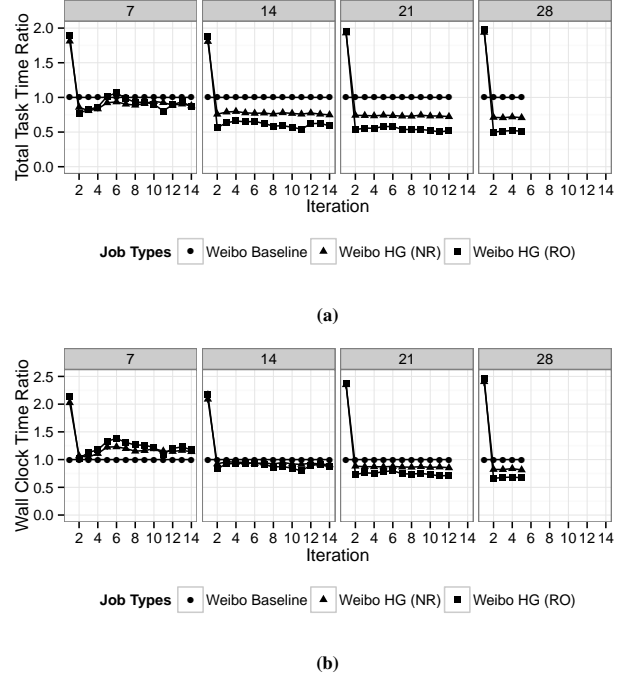 7 14 21 28
Total Task Time Ratio
2.0
1.5
1.0
0.5
0.0
2 4 6 8 10 12 14 2 4 6 8 10 12 14 2 4 6 8 10 12 14 2 4 6 8 10 12 14
Iteration
Job Types Weibo Baseline Weibo HG (NR) Weibo HG (RO)
(a)
7 14 21 28
Wall Clock Time Ratio
2.5
2.0
1.5
1.0
0.5
0.0
2 4 6 8 10 12 14 2 4 6 8 10 12 14 2 4 6 8 10 12 14 2 4 6 8 10 12 14
Iteration
Job Types Weibo Baseline Weibo HG (NR) Weibo HG (RO)
(b)